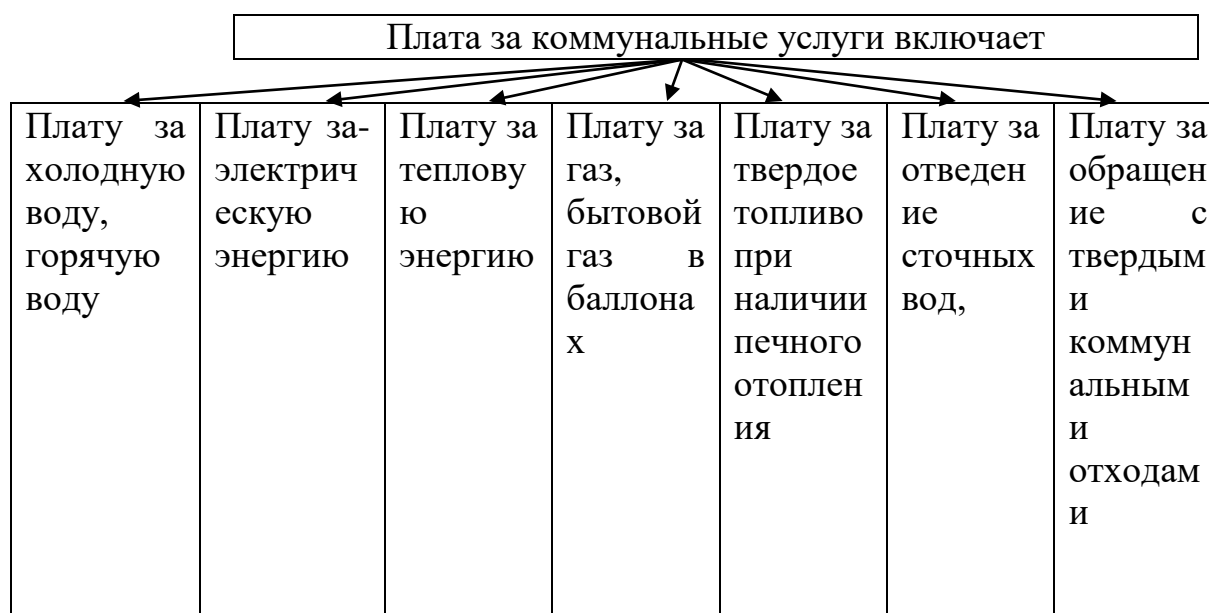 Плата за коммунальные услуги включает
Плату за
холодную
воду,
горячую
воду
Плату за-
электрич
ескую
энергию
Плату за
теплову
ю
энергию
Плату за
газ,
бытовой
газ в
баллона
х
Плату за
твердое
топливо
при
наличии
печного
отоплен
ия
Плату за
отведен
ие
сточных
вод,
Плату за
обращен
ие с
твердым
и
коммун
альным
и
отходам
и